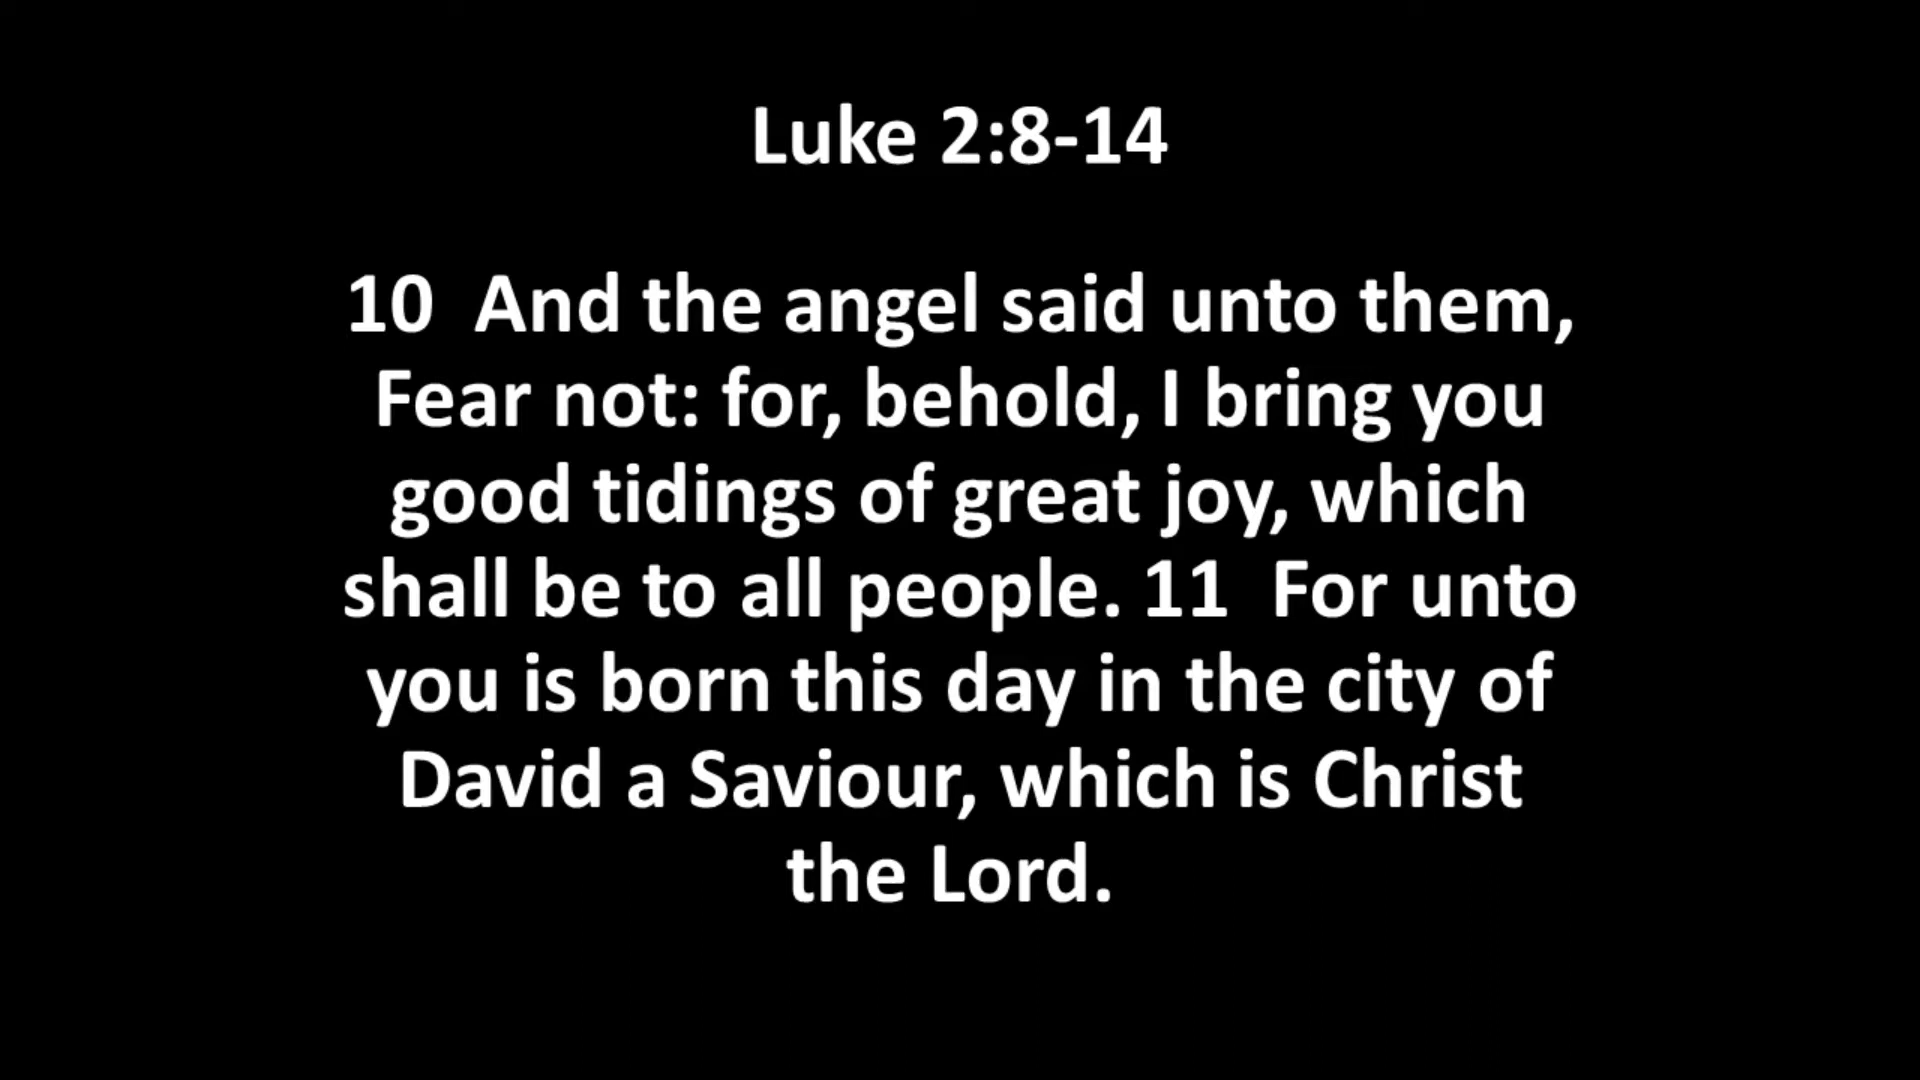 Luke 2:8-14
10  And the angel said unto them,
Fear not: for, behold, I bring you
good tidings of great joy, which
shall be to all people. 11  For unto
you is born this day in the city of
David a Saviour, which is Christ
the Lord.